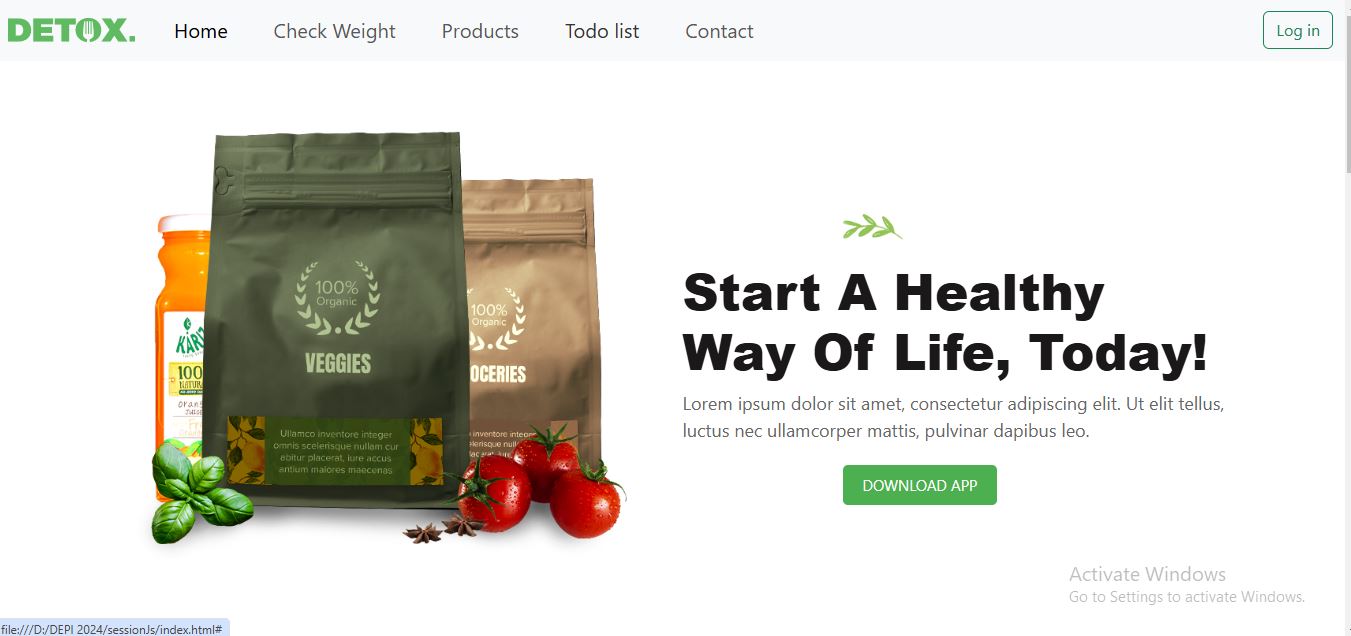 DETOX.
Home
Check Weight
Products
Todo list
Contact
Log in
100%
Organic
VEGGIES
Ullamco inventore integer
omnis scelerisque nullam cur
abitur placerat, iure accus
antium maiores maecenas
100%
Organic
OCERIES
100
Start A Healthy
Way Of Life, Today!
Lorem ipsum dolor sit amet, consectetur adipiscing elit. Ut elit tellus,
luctus nec ullamcorper mattis, pulvinar dapibus leo.
DOWNLOAD APP
Activate Windows
Go to Settings to activate Windows.
file:///D:/DEPI 2024/sessionJs/index.html#